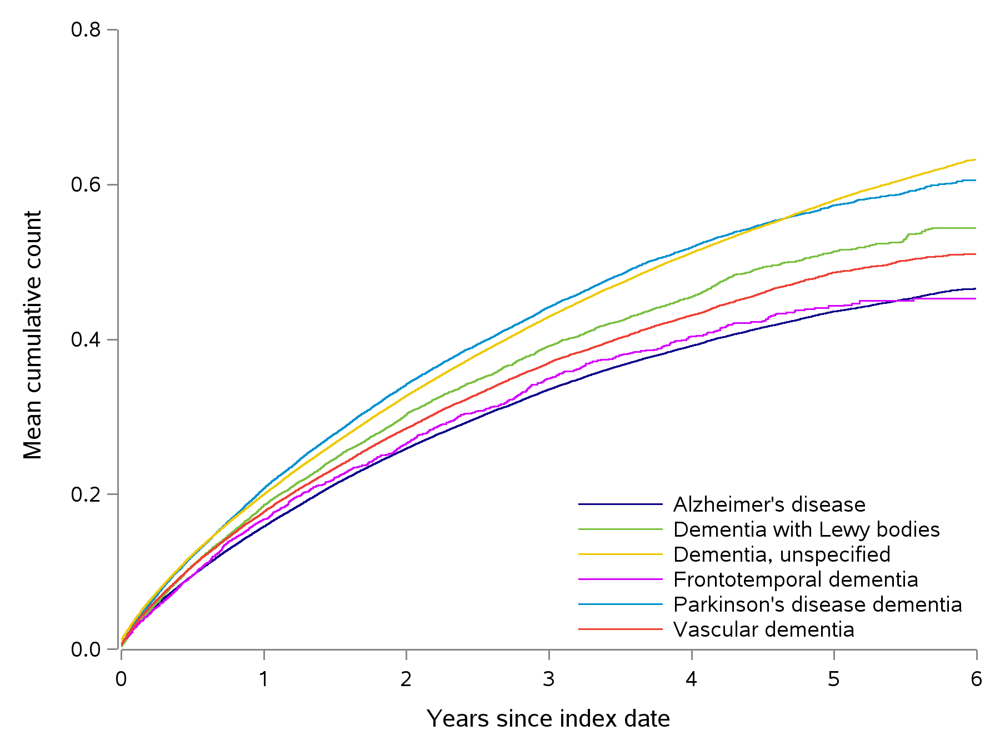 Mean cumulative count
0.8
0.6
0.4
0.2
0.0
0 1 2 3 4 5 6
Years since index date
Alzheimer's disease
Dementia with Lewy bodies
Dementia, unspecified
Frontotemporal dementia
Parkinson's disease dementia
Vascular dementia